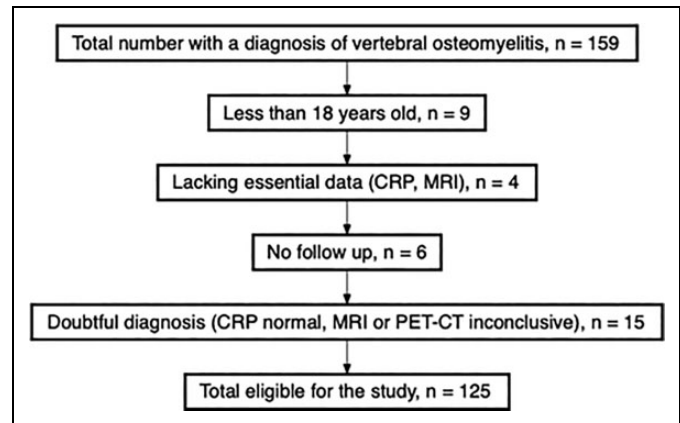 Total number with a diagnosis of vertebral osteomyelitis, n = 159
Less than 18 years old, n = 9
Lacking essential data (CRP, MRI), n = 4
No follow up, n = 6
Doubtful diagnosis (CRP normal, MRI or PET-CT inconclusive), n = 15
Total eligible for the study, n = 125